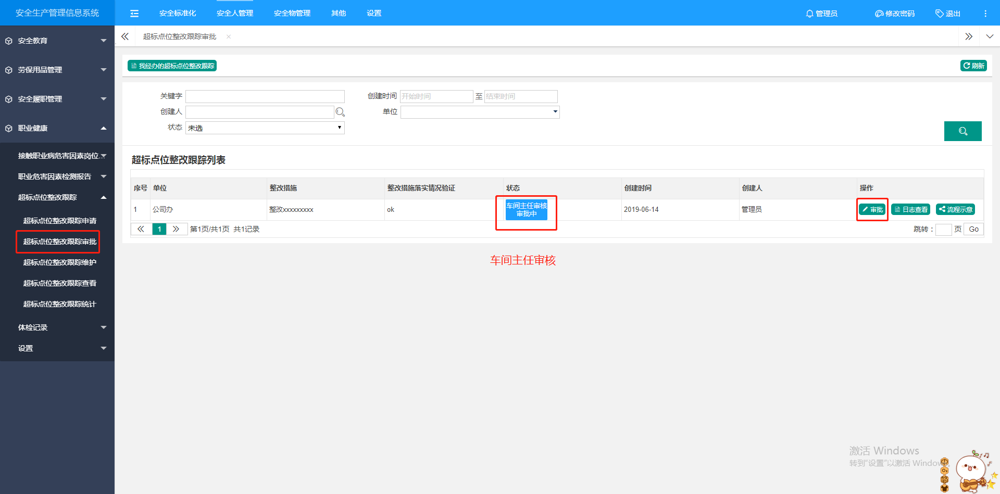 安全生产管理信息系统
安全标准化 安全人管理 安全物管理 其他 设置 管理员 修改密码 退出
安全教育
劳保用品管理
安全履职管理
职业健康
接触职业病危害因素岗位...
职业危害因素检测报告
超标点位整改跟踪
超标点位整改跟踪申请
超标点位整改跟踪审批
超标点位整改跟踪维护
超标点位整改跟踪查看
超标点位整改跟踪统计
体检记录
设置
超标点位整改跟踪审批 ×
我经办的超标点位整改跟踪 刷新
关键字 创建时间 开始时间 至 结束时间
创建人 单位
状态 未选
超标点位整改跟踪列表
序号 单位 整改措施 整改措施落实情况验证 状态 创建时间 创建人 操作
1 公司办 整改xxxxxxxxx ok 车间主任审核 2019-06-14 管理员 审批 日志查看 流程示意
审批中
1 第1页/共1页 共1记录 跳转： 页 Go
车间主任审核
激活 Windows
转到“设置”以激活 Windows。
中
简